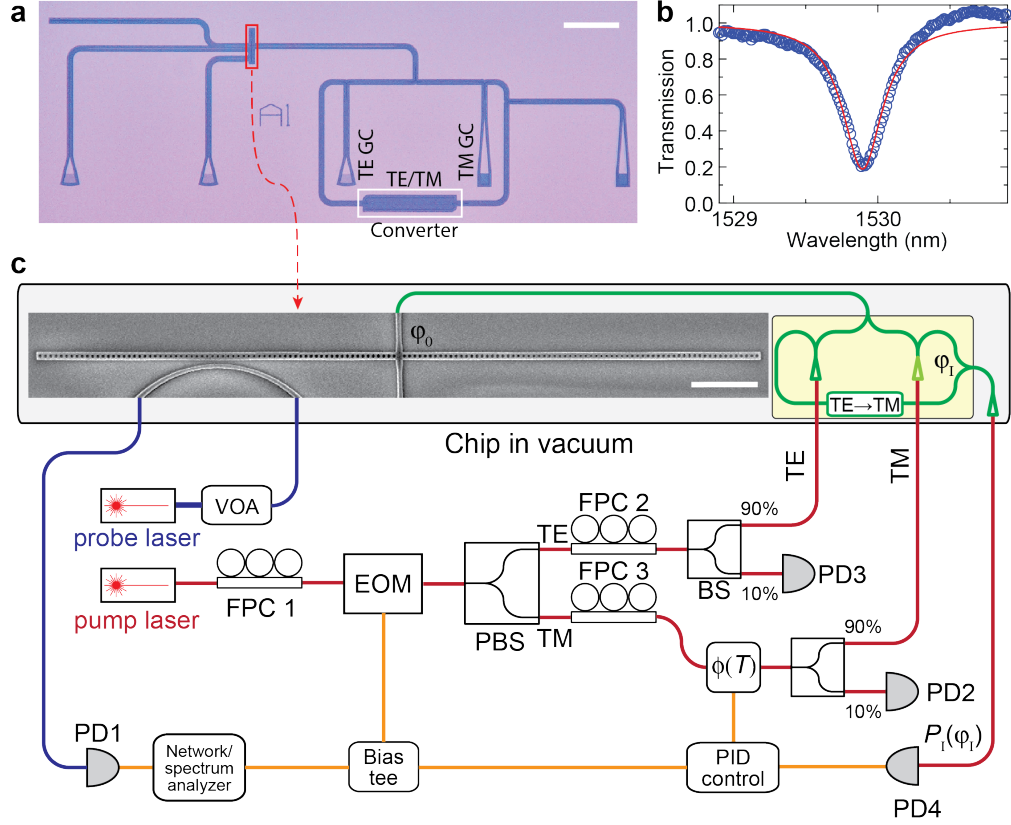 a
TE GC
TM GC
TE/TM
Converter
b
Transmission
1.0
0.8
0.6
0.4
0.2
0.0
1529
1530
Wavelength (nm)
c
φ₀
φ_I
TE→TM
Chip in vacuum
TE
TM
probe laser
VOA
pump laser
FPC 1
EOM
PBS
TE
FPC 2
TM
FPC 3
BS
90%
10%
PD3
ϕ(T)
90%
10%
PD2
P_I(φ_I)
PD1
Network/
spectrum
analyzer
Bias
tee
PID
control
PD4